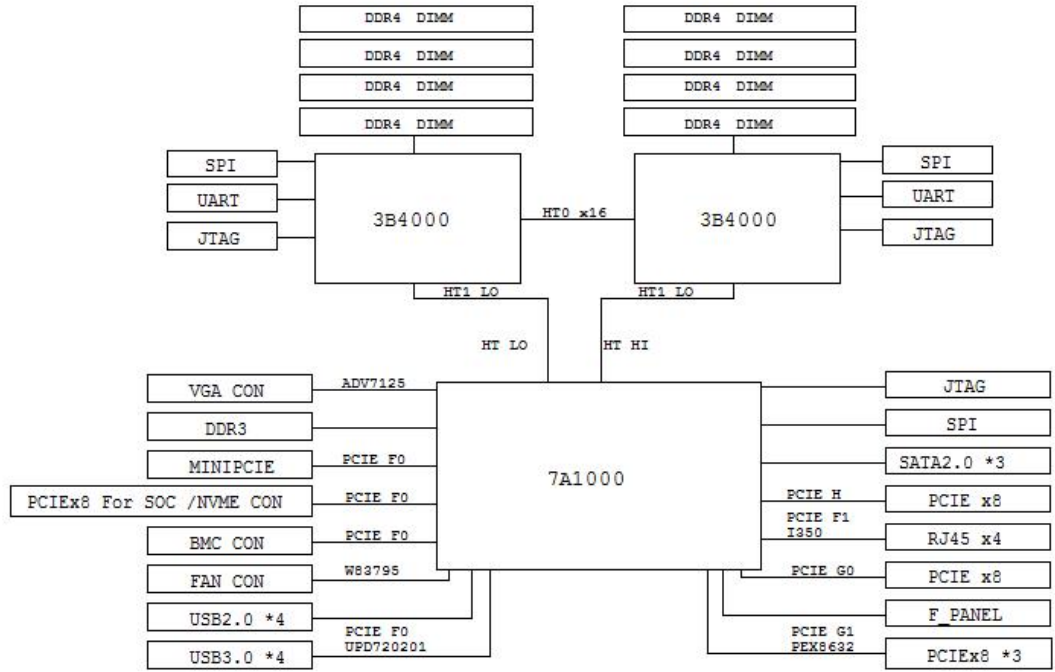 DDR4 DIMM
DDR4 DIMM
DDR4 DIMM
DDR4 DIMM
DDR4 DIMM
DDR4 DIMM
DDR4 DIMM
DDR4 DIMM
SPI
UART
JTAG
3B4000
HT0 x16
3B4000
SPI
UART
JTAG
HT1 LO
HT1 LO
HT LO
HT HI
VGA CON
ADV7125
DDR3
MINIPCIE
PCIE F0
PCIEx8 For SOC /NVME CON
PCIE F0
BMC CON
PCIE F0
FAN CON
W83795
USB2.0 *4
PCIE F0
UPD720201
USB3.0 *4
7A1000
JTAG
SPI
SATA2.0 *3
PCIE H
PCIE x8
PCIE F1
I350
RJ45 x4
PCIE G0
PCIE x8
F_PANEL
PCIE G1
PEX8632
PCIEx8 *3